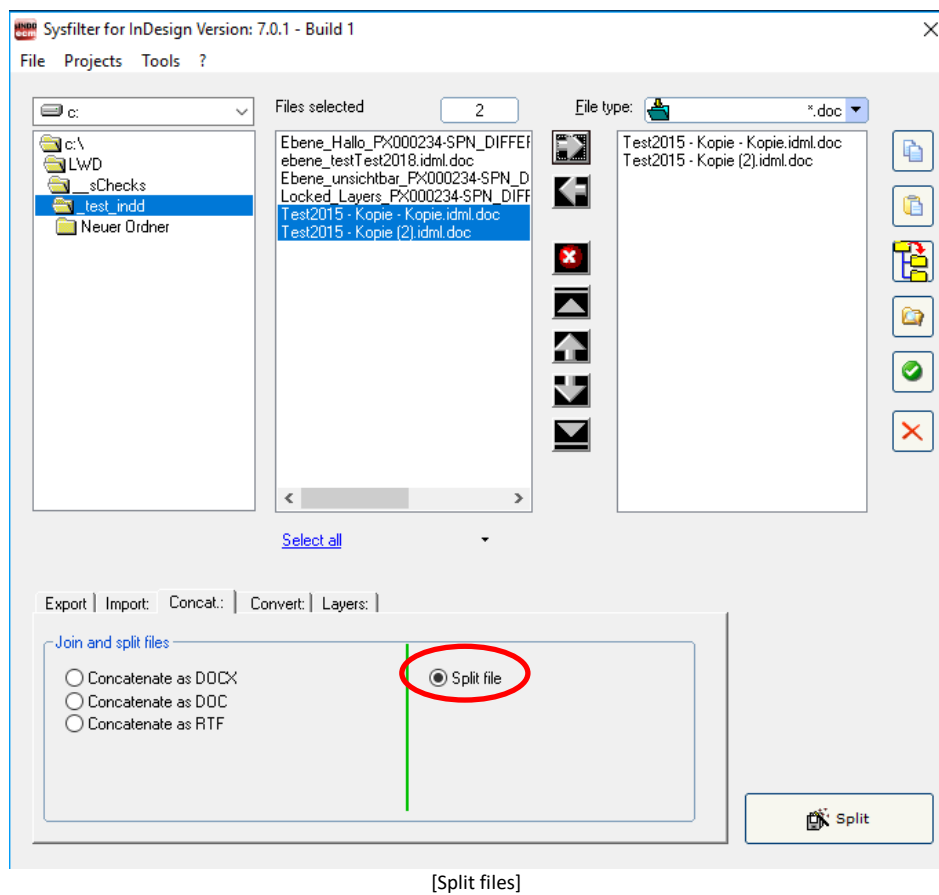 Sysfilter for InDesign Version: 7.0.1 - Build 1
File Projects Tools ?
c:
Files selected
2
File type:
*.doc
c:\
LWD
__sChecks
_test_indd
Neuer Ordner
Ebene_Hallo_PX000234-SPN_DIFFEF
ebene_testTest2018.idml.doc
Ebene_unsichtbar_PX000234-SPN_D
Locked_Layers_PX000234-SPN_DIFF
Test2015 - Kopie - Kopie.idml.doc
Test2015 - Kopie (2).idml.doc
Test2015 - Kopie - Kopie.idml.doc
Test2015 - Kopie (2).idml.doc
Select all
Export Import: Concat.: Convert: Layers:
Join and split files
Concatenate as DOCX
Concatenate as DOC
Concatenate as RTF
Split file
Split
[Split files]